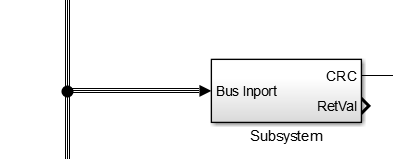 CRC
Bus Inport
RetVal
Subsystem